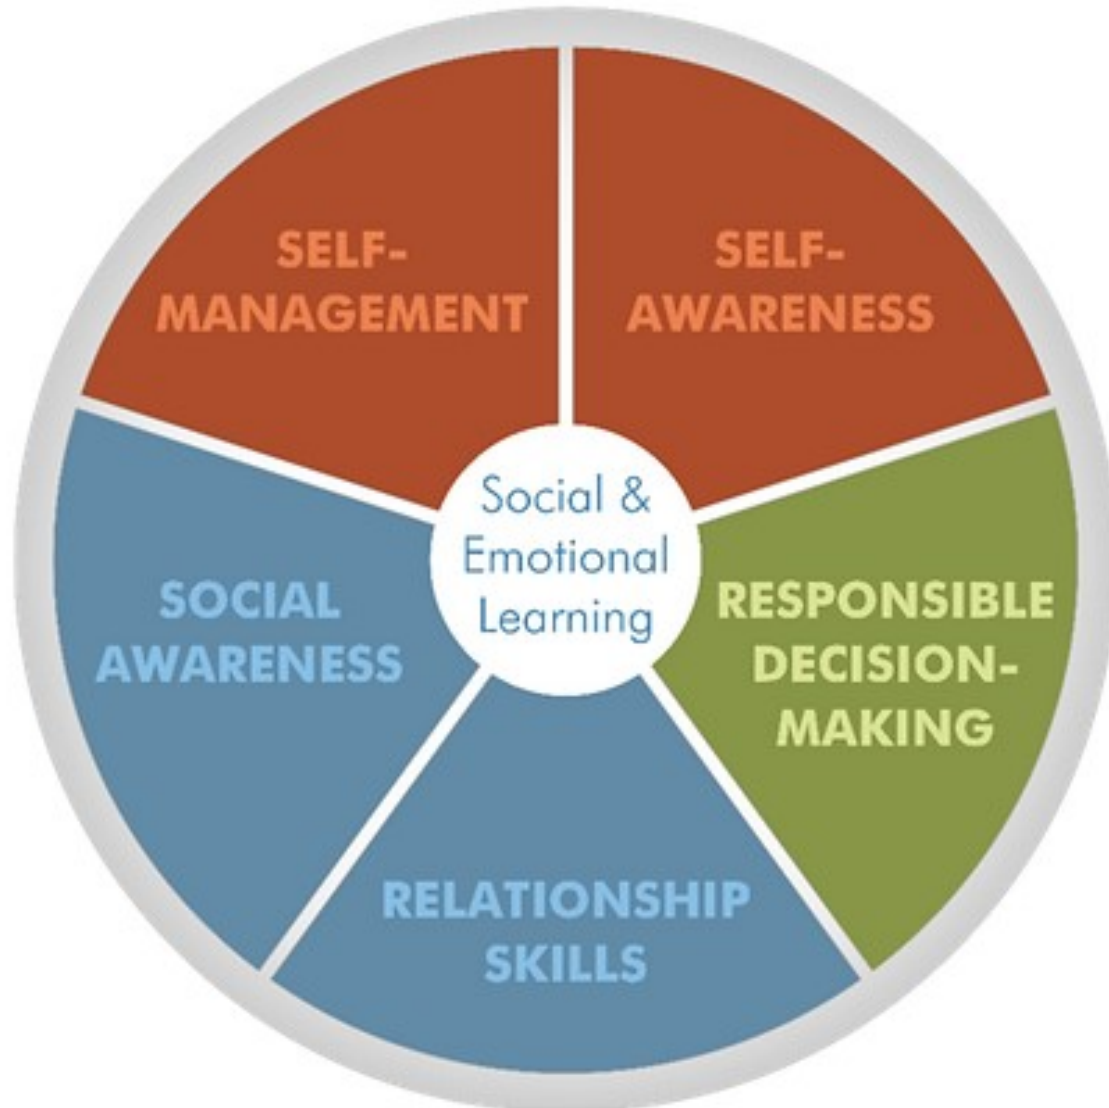 SELF-
MANAGEMENT
SELF-
AWARENESS
Social &
Emotional
Learning
SOCIAL
AWARENESS
RESPONSIBLE
DECISION-
MAKING
RELATIONSHIP
SKILLS